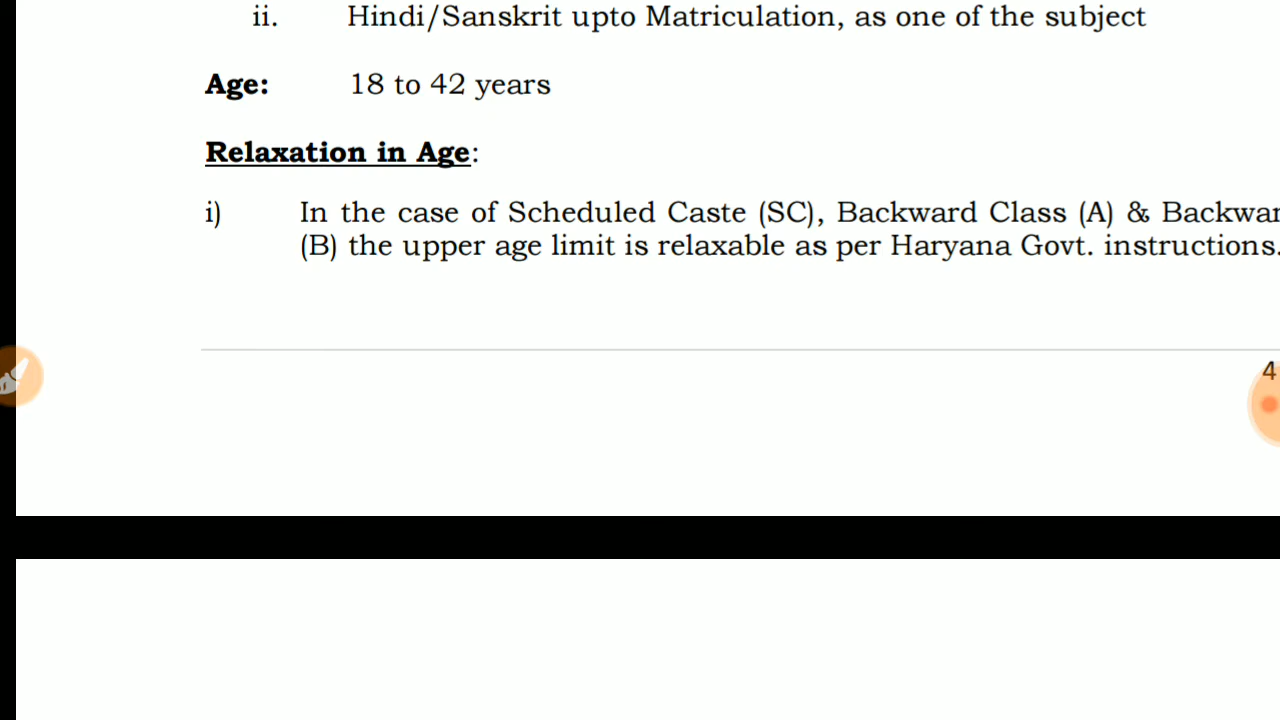 ii. Hindi/Sanskrit upto Matriculation, as one of the subject
Age: 18 to 42 years
Relaxation in Age:
i) In the case of Scheduled Caste (SC), Backward Class (A) & Backwar
(B) the upper age limit is relaxable as per Haryana Govt. instructions.
4